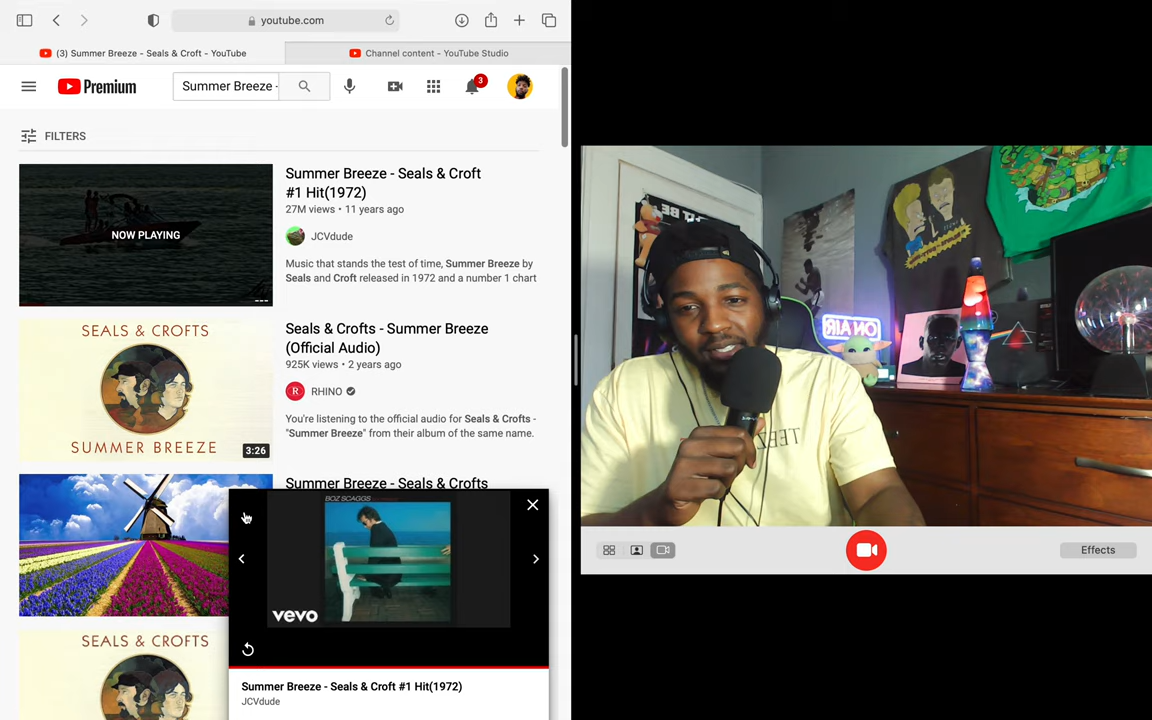 youtube.com
(3) Summer Breeze - Seals & Croft - YouTube
Channel content - YouTube Studio
Premium
Summer Breeze -
3
FILTERS
NOW PLAYING
Summer Breeze - Seals & Croft
#1 Hit(1972)
27M views • 11 years ago
JCVdude
Music that stands the test of time, Summer Breeze by
Seals and Croft released in 1972 and a number 1 chart
SEALS & CROFTS
SUMMER BREEZE
3:26
Seals & Crofts - Summer Breeze
(Official Audio)
925K views • 2 years ago
R
RHINO
You're listening to the official audio for Seals & Crofts -
"Summer Breeze" from their album of the same name.
Summer Breeze - Seals & Crofts
BOZ SCAGGS
vevo
SEALS & CROFTS
Summer Breeze - Seals & Croft #1 Hit(1972)
JCVdude
ON AIR
TEEZ
Effects